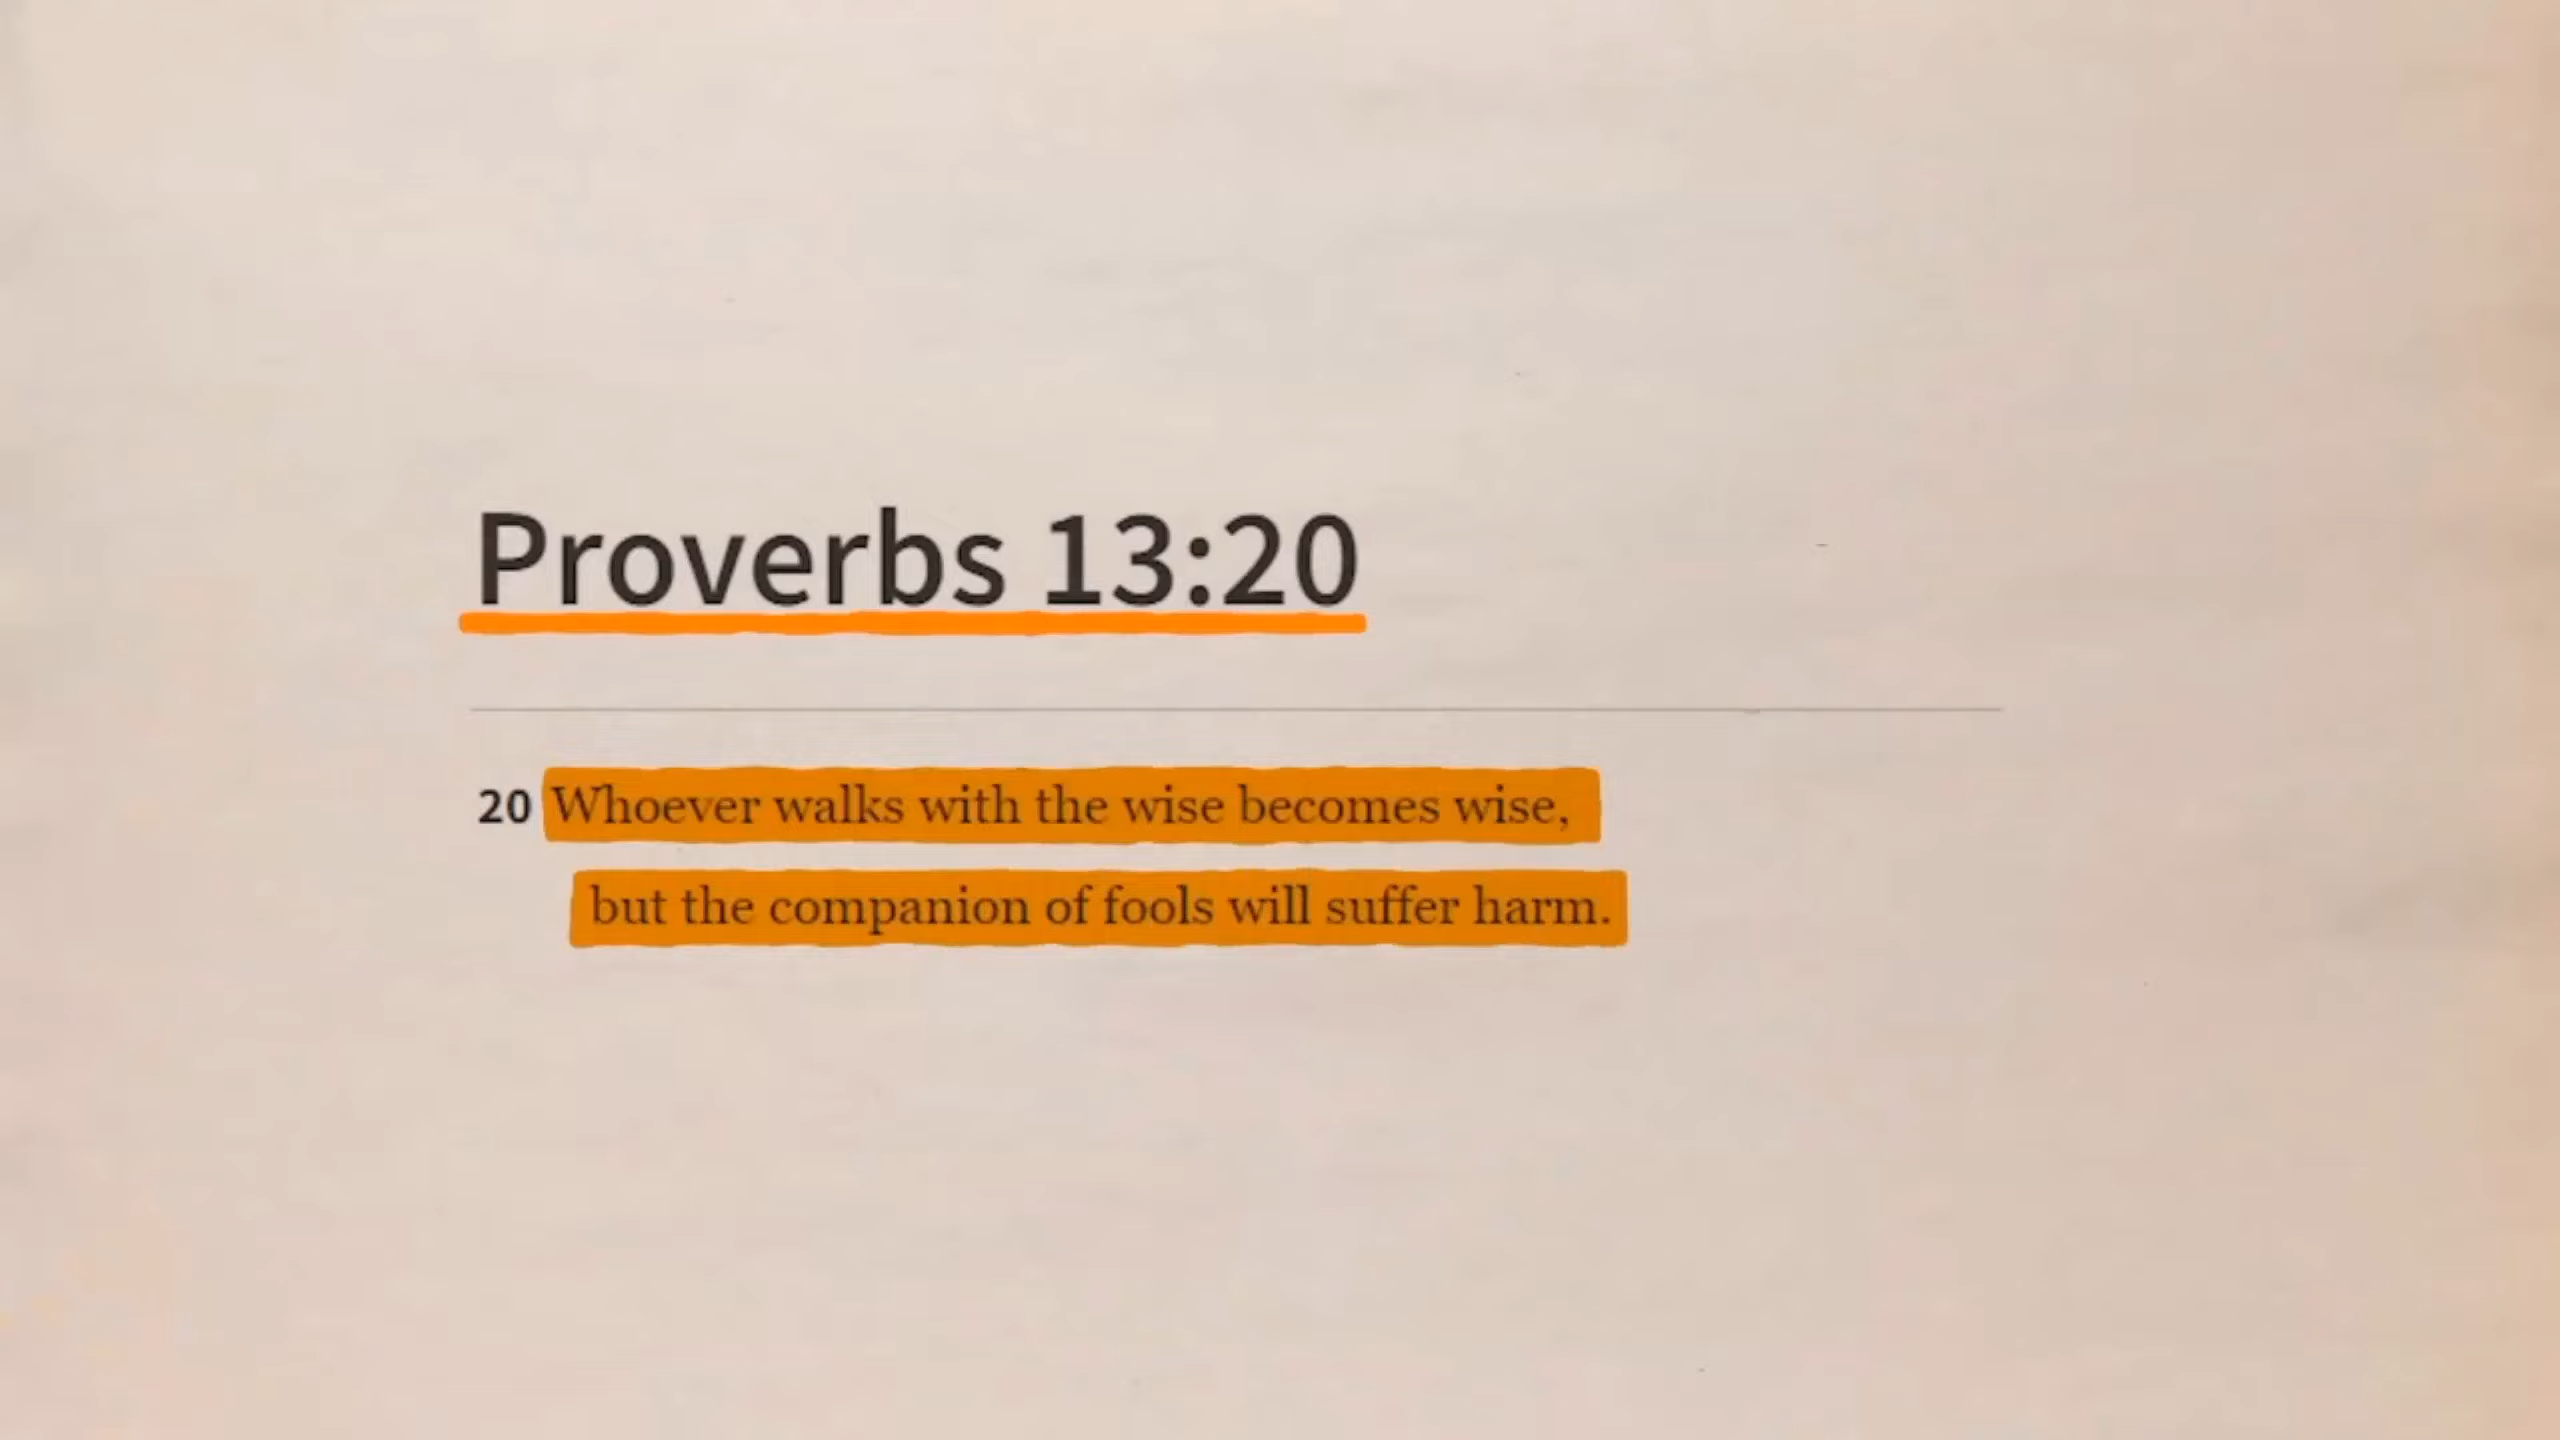 Proverbs 13:20
20 Whoever walks with the wise becomes wise,
but the companion of fools will suffer harm.